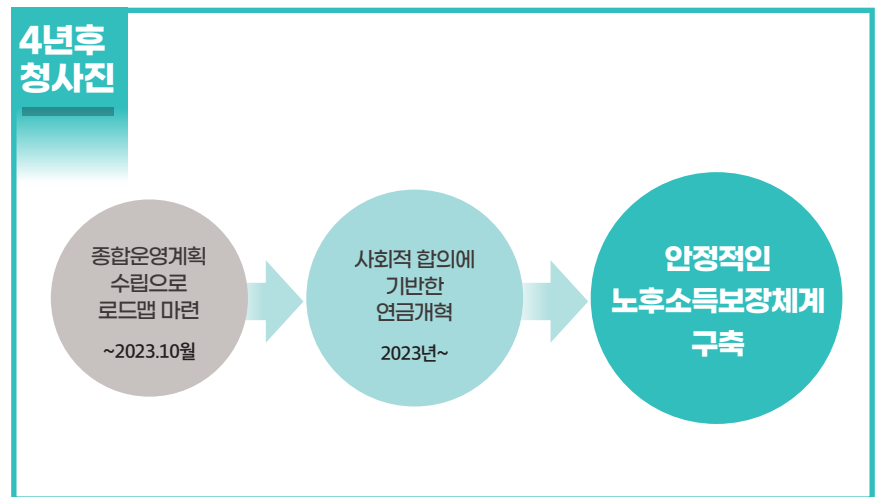 4년후
청사진
종합운영계획
수립으로
로드맵 마련
~2023.10월
사회적 합의에
기반한
연금개혁
2023년~
안정적인
노후소득보장체계
구축